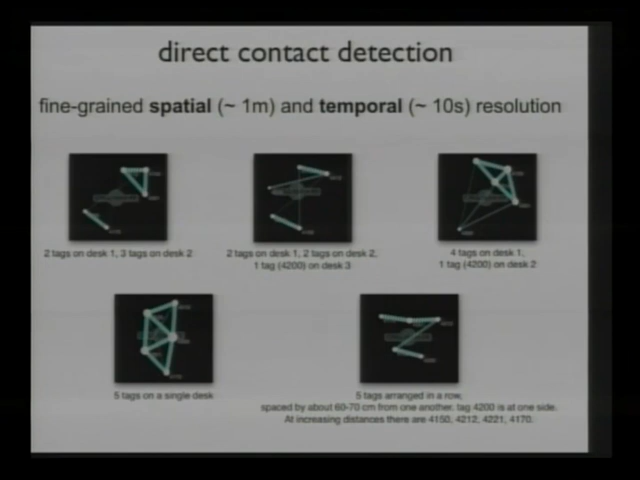 direct contact detection
fine-grained spatial (~ 1m) and temporal (~ 10s) resolution
2 tags on desk 1, 3 tags on desk 2
2 tags on desk 1, 2 tags on desk 2,
1 tag (4200) on desk 3
4 tags on desk 1,
1 tag (4200) on desk 2
5 tags on a single desk
5 tags arranged in a row,
spaced by about 60-70 cm from one another. tag 4200 is at one side.
At increasing distances there are 4150, 4212, 4221, 4170.